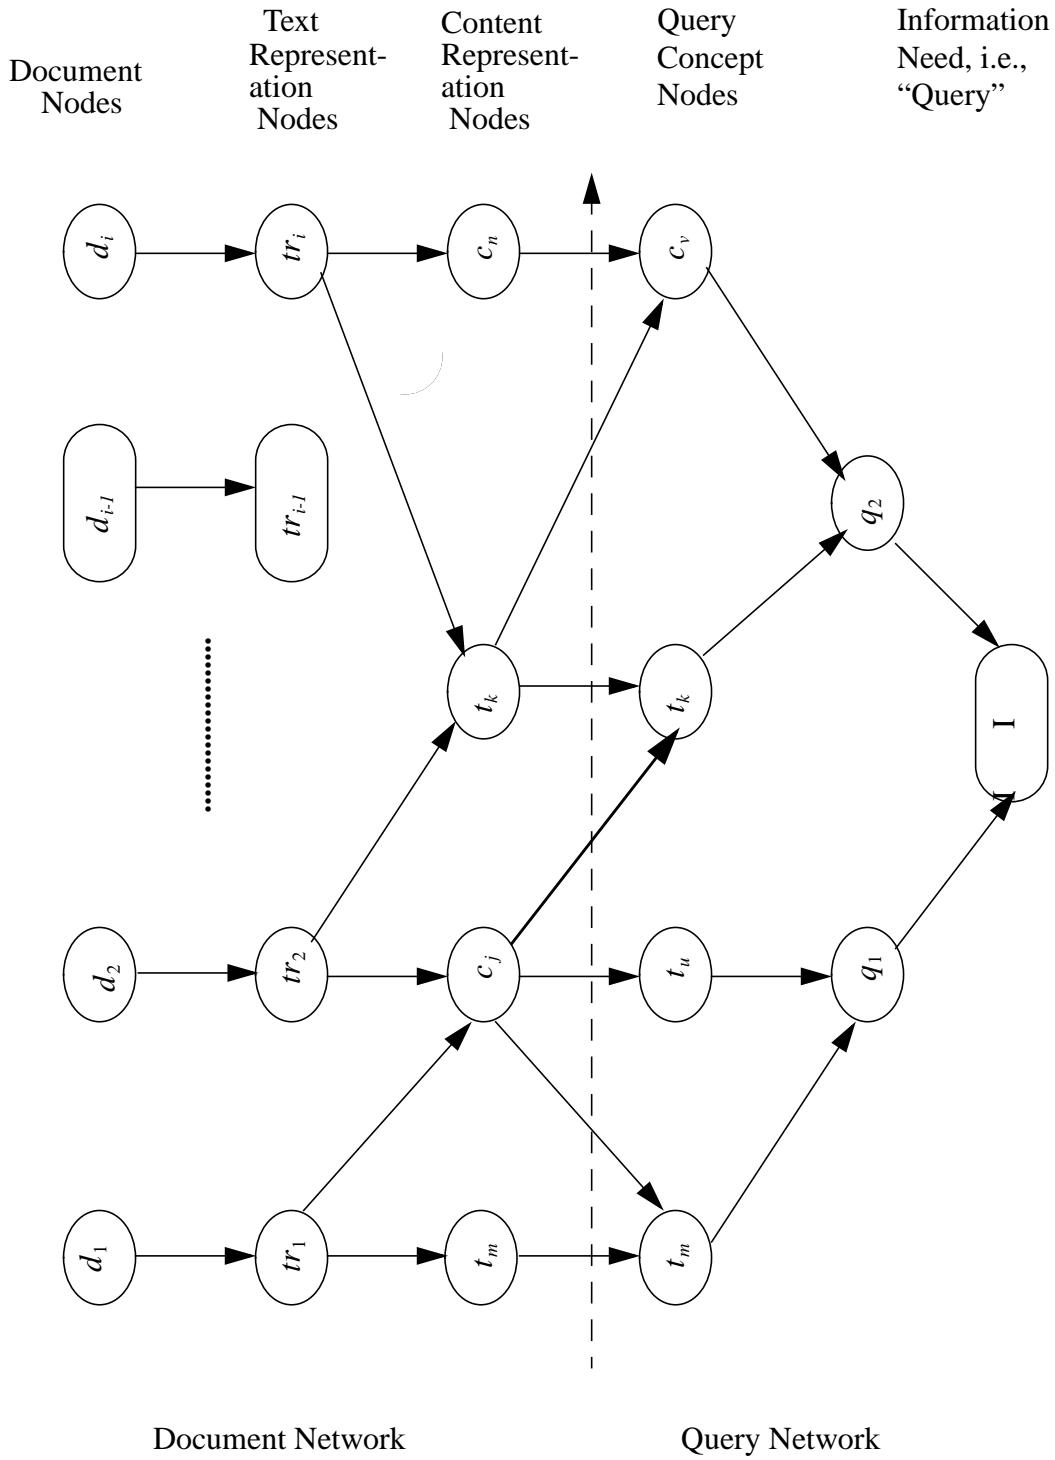 Document
Nodes
Text
Represent-
ation
Nodes
Content
Represent-
ation
Nodes
Query
Concept
Nodes
Information
Need, i.e.,
“Query”
d_i
tr_i
c_n
c_v
d_{i-1}
tr_{i-1}
q_2
t_k
t_k
I
I
d_2
tr_2
c_j
t_u
q_1
d_1
tr_1
t_m
t_m
Document Network
Query Network